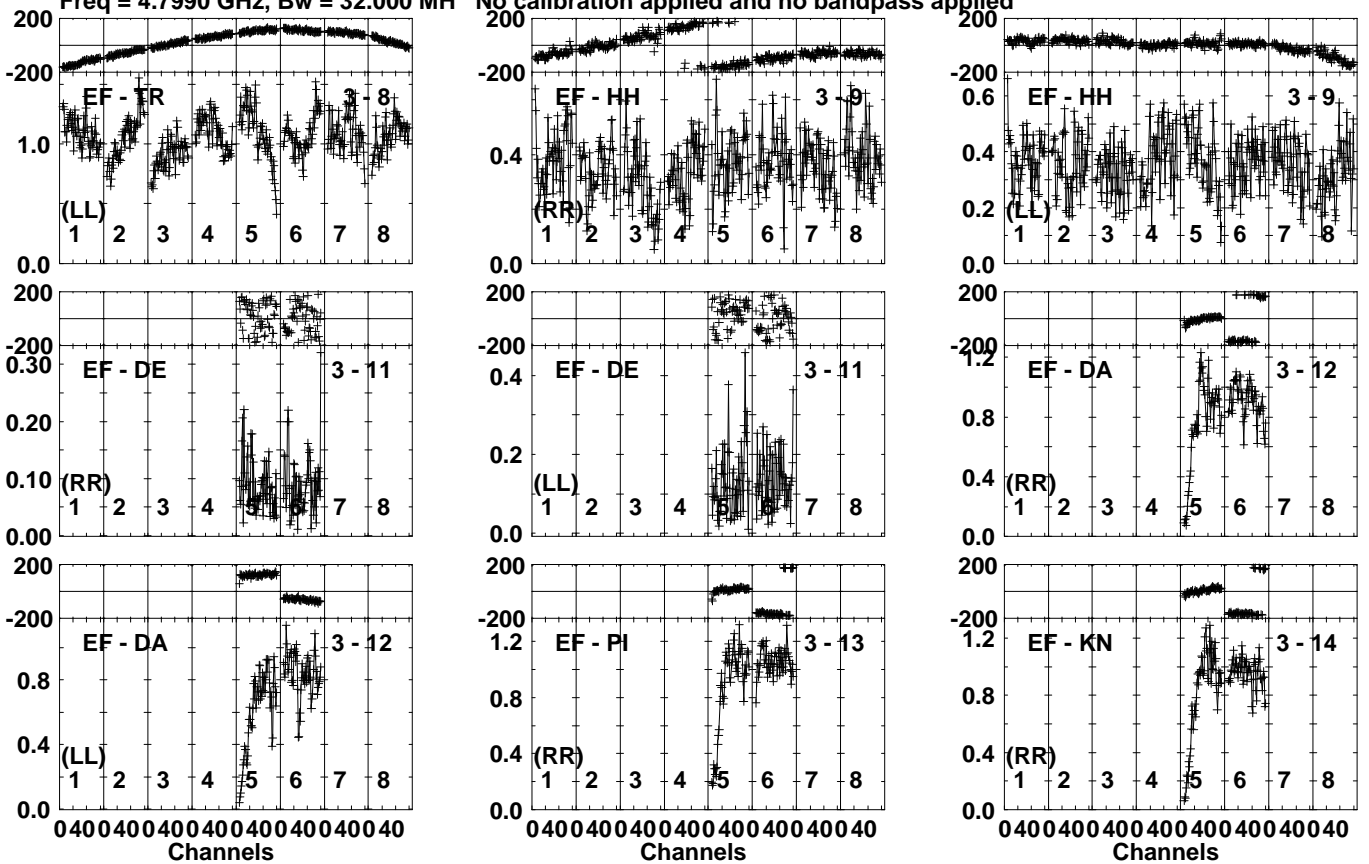 Freq = 4.7990 GHz, Bw = 32.000 MH   No calibration applied and no bandpass applied
200 200 200
-200 -200 -200
EF - TR 3 - 8 EF - HH 3 - 9 EF - HH 3 - 9
0.6
1.0 0.4 0.4
0.2
(LL) (RR) (LL)
1 2 3 4 5 6 7 8 1 2 3 4 5 6 7 8 1 2 3 4 5 6 7 8
0.0 0.0 0.0
200 200 200
-200 -200 -200
0.30 EF - DE 3 - 11 0.4 EF - DE 3 - 11 1.2 EF - DA 3 - 12
0.20 0.8
0.10 0.2 0.4
(RR) (LL) (RR)
1 2 3 4 5 6 7 8 1 2 3 4 5 6 7 8 1 2 3 4 5 6 7 8
0.00 0.0 0.0
200 200 200
-200 -200 -200
EF - DA 3 - 12 1.2 EF - PI 3 - 13 1.2 EF - KN 3 - 14
0.8 0.8 0.8
0.4 0.4 0.4
(LL) (RR) (RR)
1 2 3 4 5 6 7 8 1 2 3 4 5 6 7 8 1 2 3 4 5 6 7 8
0.0 0.0 0.0
0 40 0 40 0 40 0 40 0 40 0 40 0 40 0 40 0 40 0 40 0 40 0 40 0 40 0 40 0 40 0 40 0 40 0 40 0 40 0 40 0 40 0 40 0 40 0 40
Channels Channels Channels